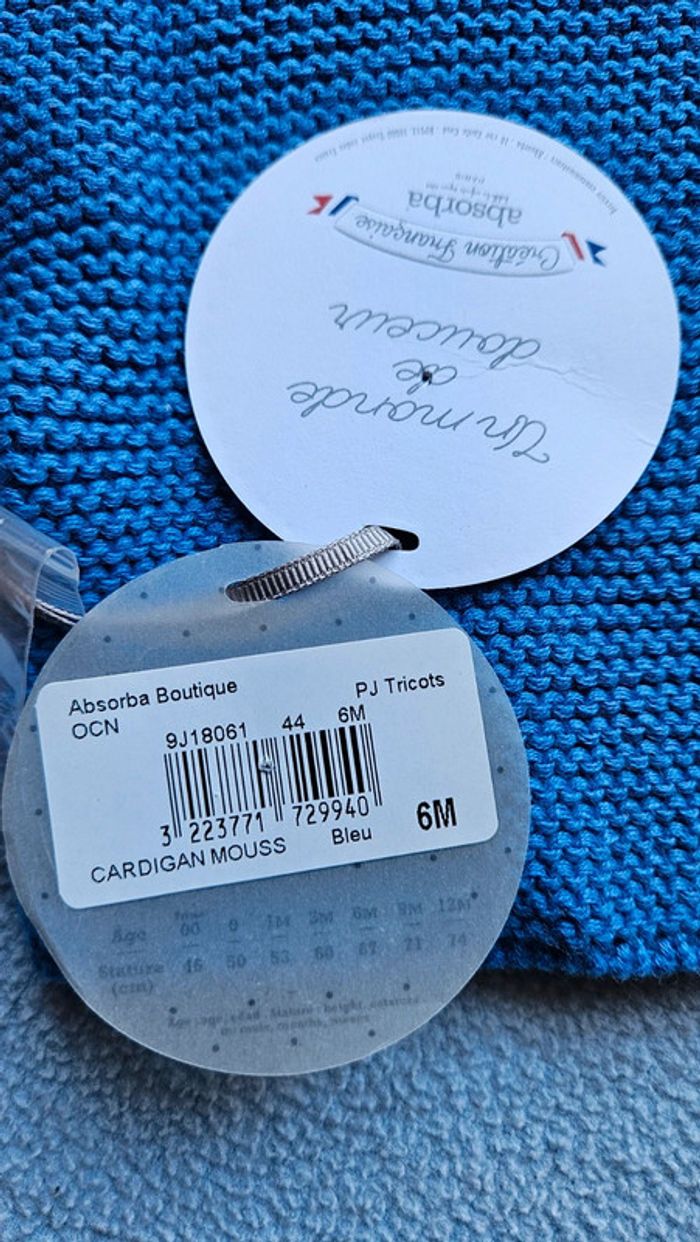 Un monde
de
douceur
Création Française
absorba
Absorba Boutique
PJ Tricots
OCN
9J18061 44 6M
3 223771 729940
CARDIGAN MOUSS
Bleu
6M
00 0 1M 3M 6M 9M 12M
Âge
Stature 46 50 53 60 67 71 74
(cm)